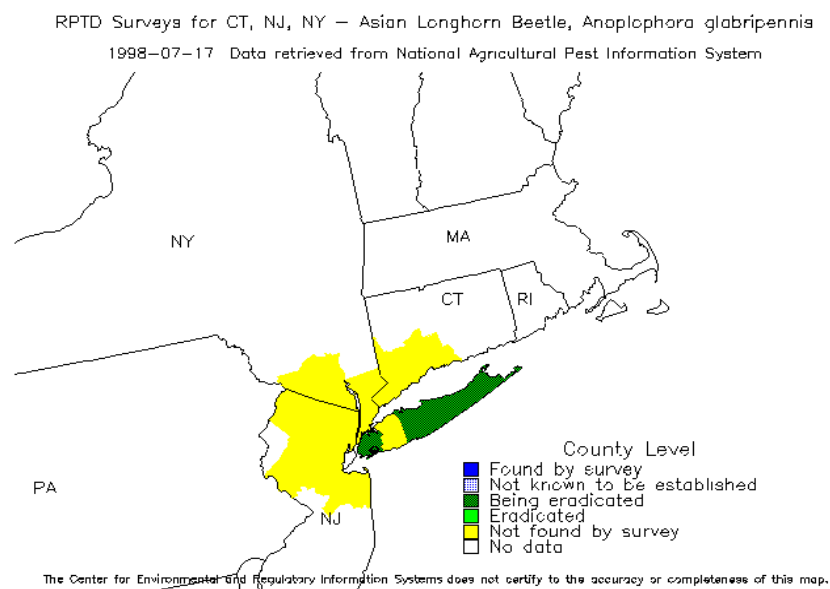 RPTD Surveys for CT, NJ, NY – Asian Longhorn Beetle, Anoplophora glabripennis
1998–07–17 Data retrieved from National Agricultural Pest Information System
NY
MA
CT
RI
PA
NJ
County Level
Found by survey
Not known to be established
Being eradicated
Eradicated
Not found by survey
No data
The Center for Environmental and Regulatory Information Systems does not certify to the accuracy or completeness of this map.